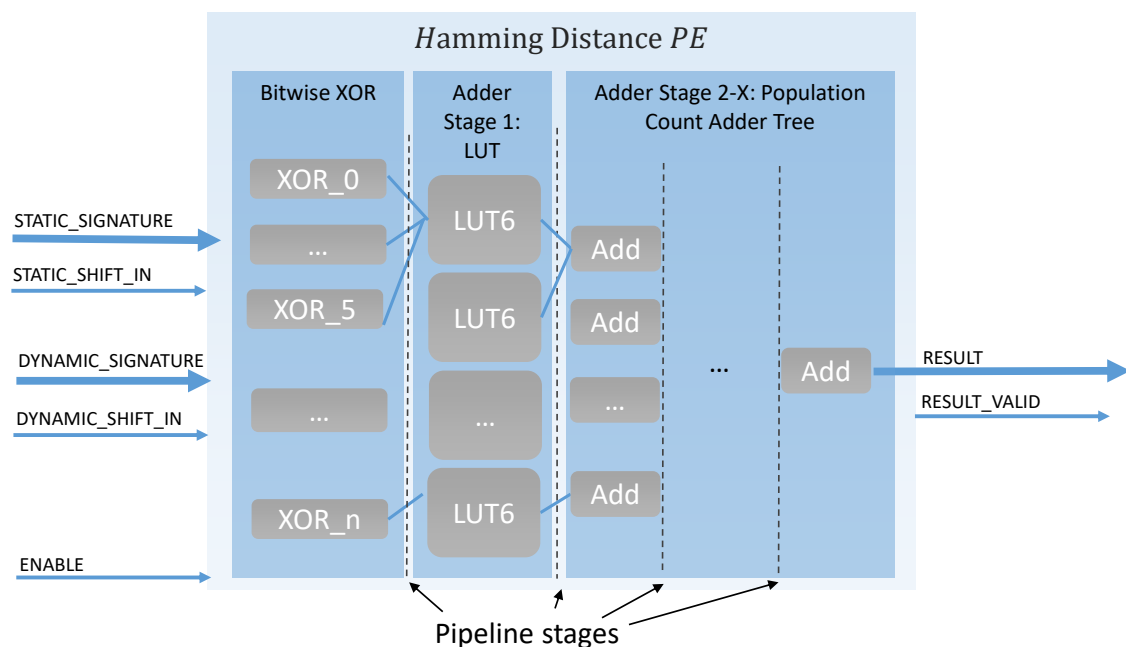 Hamming Distance PE
Bitwise XOR
Adder
Stage 1:
LUT
Adder Stage 2-X: Population
Count Adder Tree
STATIC_SIGNATURE
STATIC_SHIFT_IN
DYNAMIC_SIGNATURE
DYNAMIC_SHIFT_IN
ENABLE
XOR_0
...
XOR_5
...
XOR_n
LUT6
LUT6
...
LUT6
Add
Add
...
Add
...
Add
RESULT
RESULT_VALID
Pipeline stages